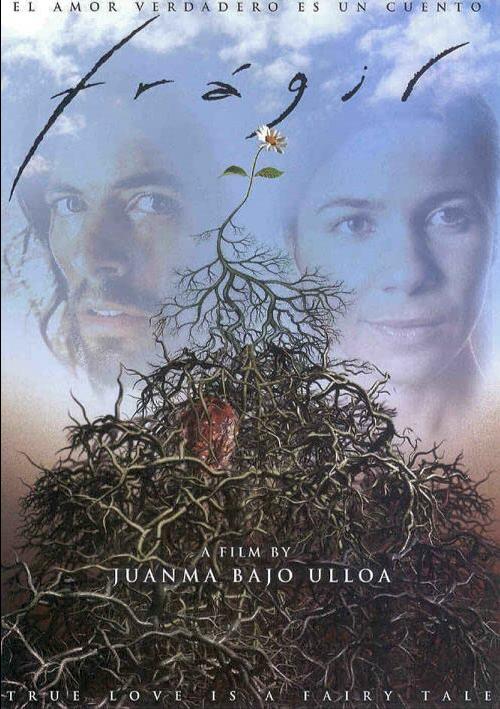 EL AMOR VERDADERO ES UN CUENTO
frágil
A FILM BY
JUANMA BAJO ULLOA
TRUE LOVE IS A FAIRY TALE